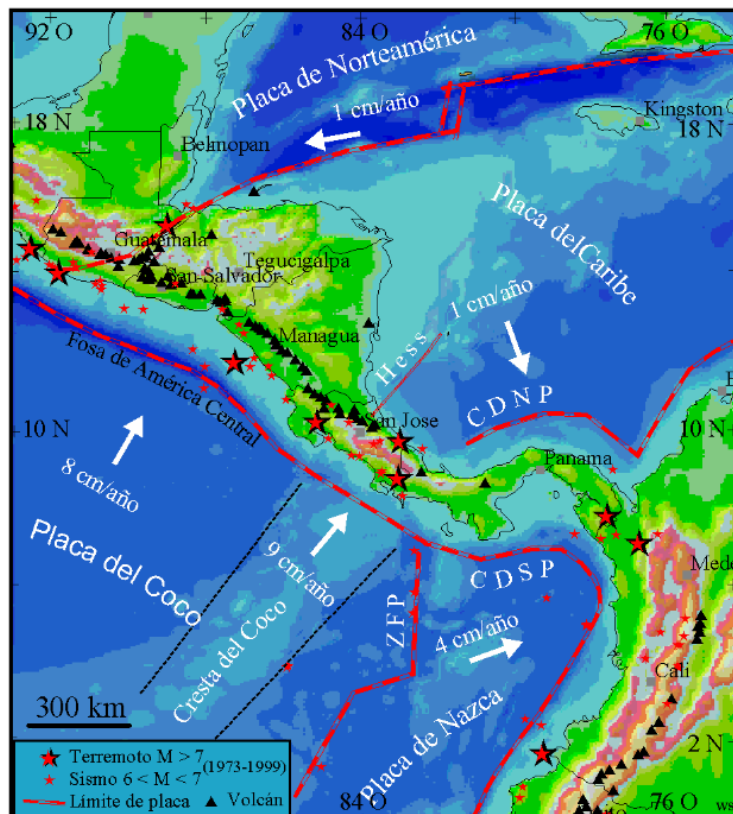 92 O
84 O
76 O
Placa de Norteamérica
1 cm/año
Kingston
18 N
18 N
Belmopan
Placa del Caribe
Guatemala
Tegucigalpa
San-Salvador
1 cm/año
Managua
Hess
Fosa de América Central
CDNP
San Jose
10 N
10 N
Panama
8 cm/año
Placa del Coco
9 cm/año
CDSP
Mede
ZFP
Cresta del Coco
4 cm/año
Cali
300 km
Placa de Nazca
2 N
Terremoto M > 7
(1973-1999)
Sismo 6 < M < 7
Límite de placa
Volcán
84 O
76 O
ws